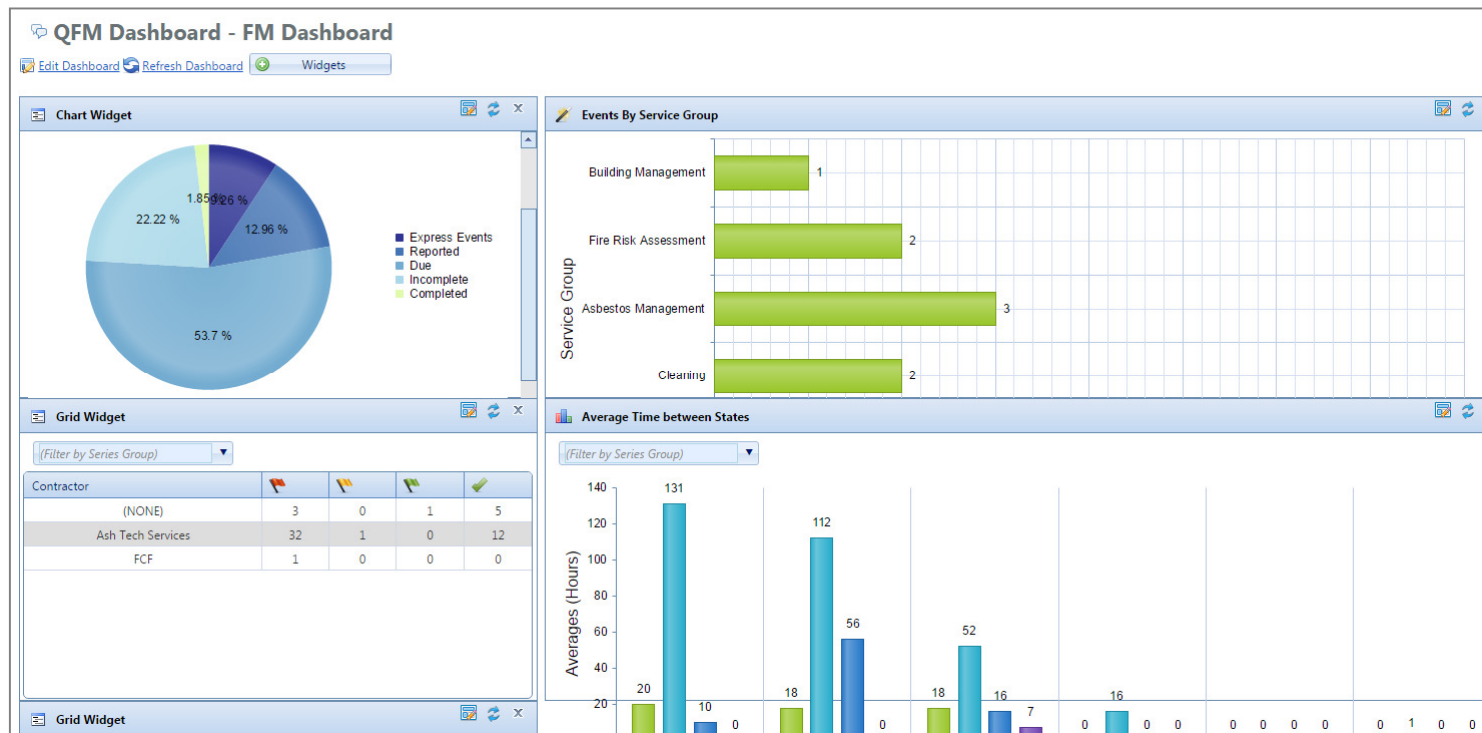 QFM Dashboard - FM Dashboard
Edit Dashboard Refresh Dashboard Widgets
Chart Widget
1.85 % 9.26 %
22.22 %
12.96 %
53.7 %
Express Events
Reported
Due
Incomplete
Completed
Events By Service Group
Service Group
Building Management 1
Fire Risk Assessment 2
Asbestos Management 3
Cleaning 2
Grid Widget
(Filter by Series Group)
Contractor
(NONE) 3 0 1 5
Ash Tech Services 32 1 0 12
FCF 1 0 0 0
Grid Widget
Average Time between States
(Filter by Series Group)
Averages (Hours)
140
120
100
80
60
40
20
20 131 10 0
18 112 56 0
18 52 16 7
0 16 0 0
0 0 0 0
0 1 0 0